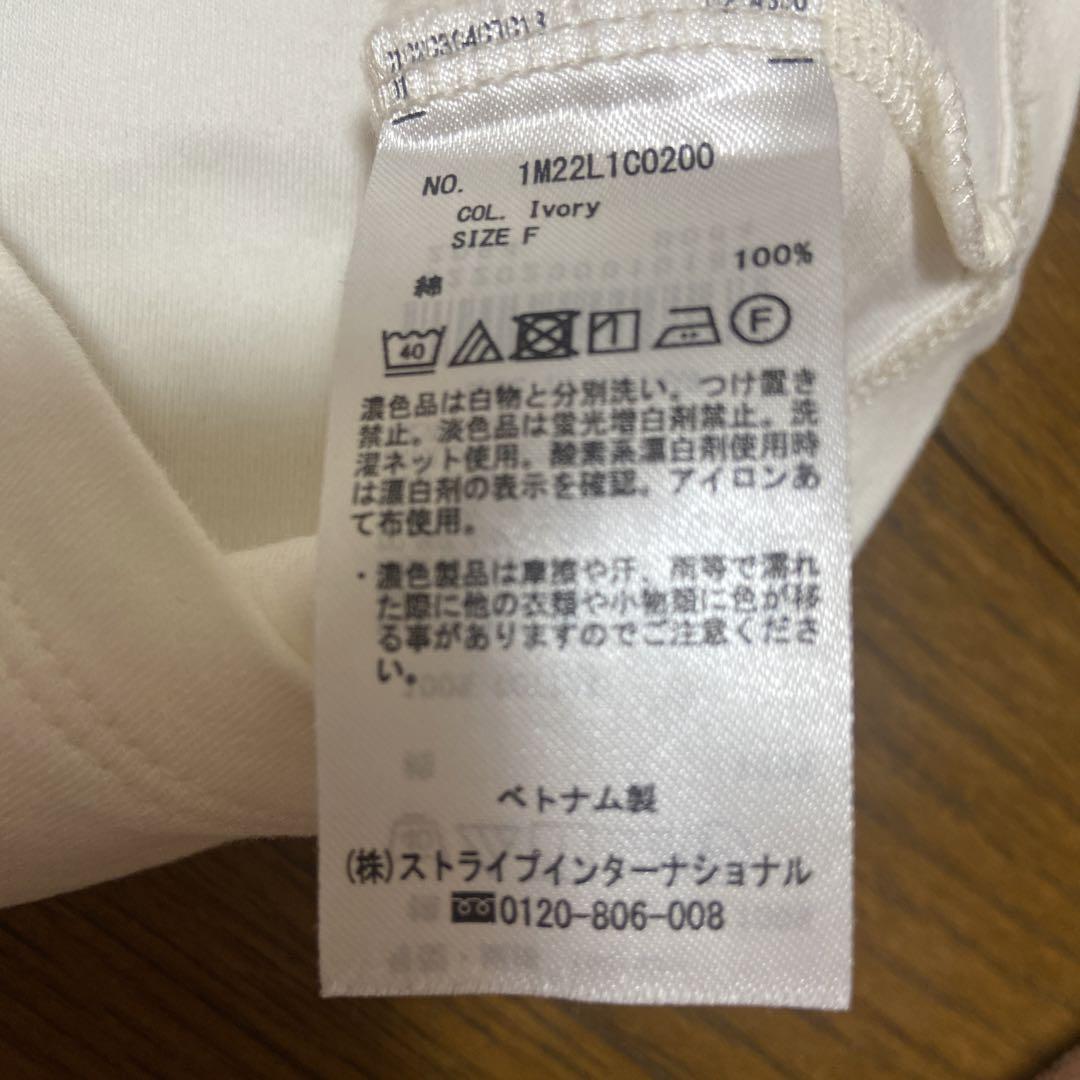 NO. 1M22L1C0200
COL. Ivory
SIZE F
綿 100%
40 F
濃色品は白物と分別洗い。つけ置き
禁止。淡色品は蛍光増白剤禁止。洗
濯ネット使用。酸素系漂白剤使用時
は漂白剤の表示を確認。アイロンあ
て布使用。
・濃色製品は摩擦や汗、雨等で濡れ
た際に他の衣類や小物類に色が移
る事がありますのでご注意くださ
い。
ベトナム製
(株)ストライプインターナショナル
0120-806-008